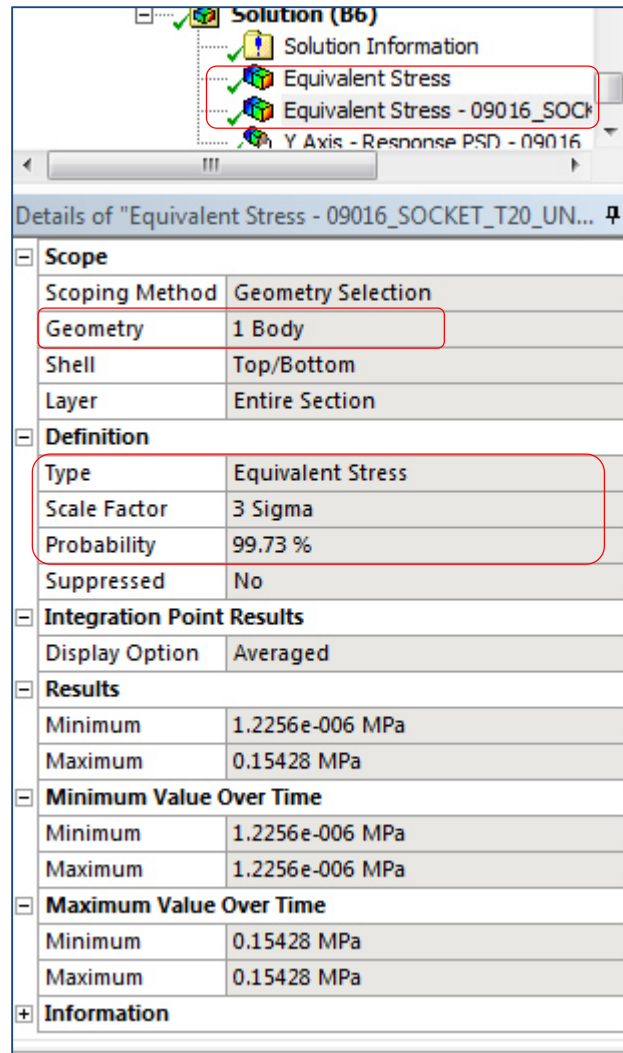 Solution (B6)
Solution Information
Equivalent Stress
Equivalent Stress - 09016_SOCK
Y Axis - Response PSD - 09016
Details of "Equivalent Stress - 09016_SOCKET_T20_UN...
Scope
Scoping Method Geometry Selection
Geometry 1 Body
Shell Top/Bottom
Layer Entire Section
Definition
Type Equivalent Stress
Scale Factor 3 Sigma
Probability 99.73 %
Suppressed No
Integration Point Results
Display Option Averaged
Results
Minimum 1.2256e-006 MPa
Maximum 0.15428 MPa
Minimum Value Over Time
Minimum 1.2256e-006 MPa
Maximum 1.2256e-006 MPa
Maximum Value Over Time
Minimum 0.15428 MPa
Maximum 0.15428 MPa
Information